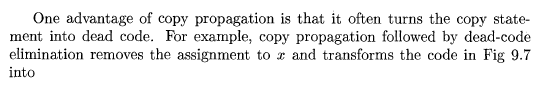 One advantage of copy propagation is that it often turns the copy state-
ment into dead code. For example, copy propagation followed by dead-code
elimination removes the assignment to x and transforms the code in Fig 9.7
into